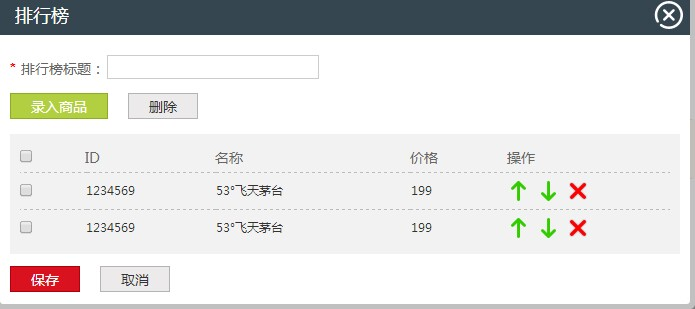 排行榜
* 排行榜标题：
录入商品 删除
ID 名称 价格 操作
1234569 53°飞天茅台 199
1234569 53°飞天茅台 199
保存 取消